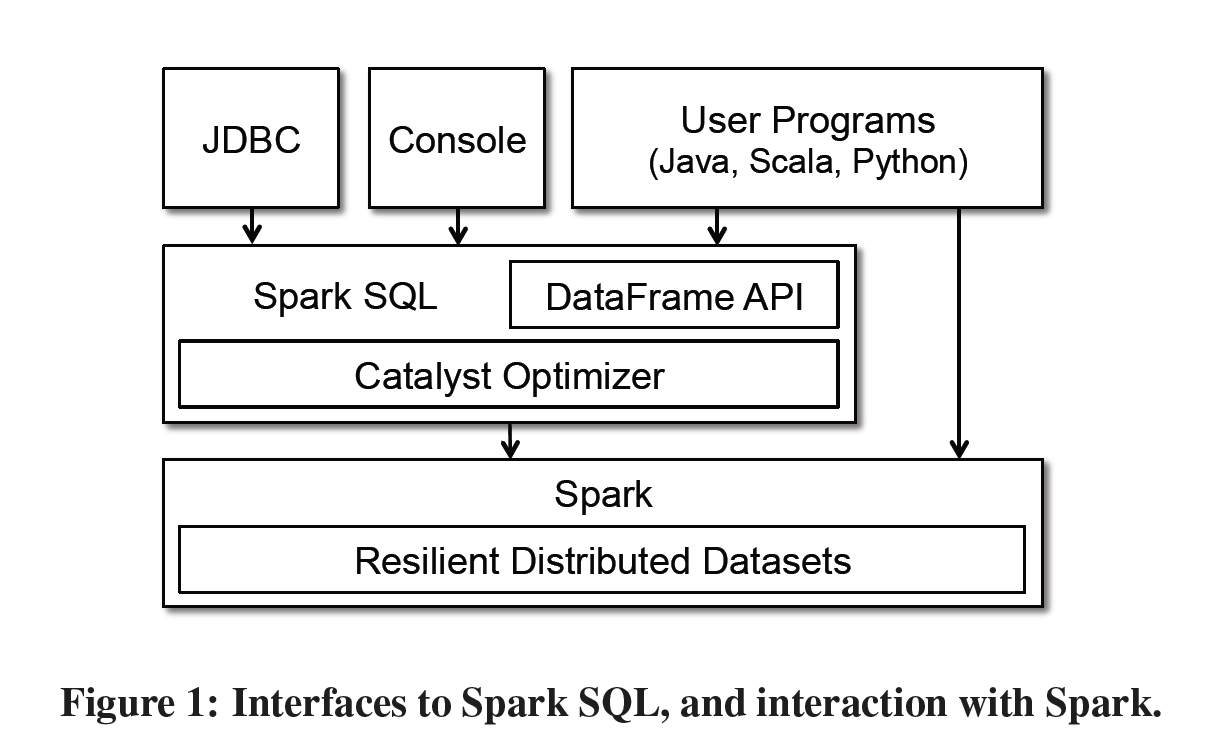 JDBC
Console
User Programs
(Java, Scala, Python)
Spark SQL
DataFrame API
Catalyst Optimizer
Spark
Resilient Distributed Datasets
Figure 1: Interfaces to Spark SQL, and interaction with Spark.